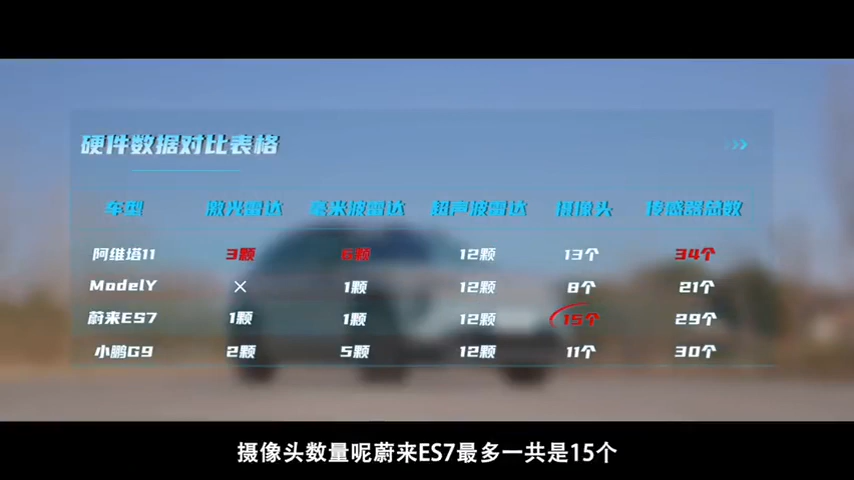 硬件数据对比表格
车型 激光雷达 毫米波雷达 超声波雷达 摄像头 传感器总数
阿维塔11 3颗 6颗 12颗 13个 34个
ModelY × 1颗 12颗 8个 21个
蔚来ES7 1颗 1颗 12颗 15个 29个
小鹏G9 2颗 5颗 12颗 11个 30个
摄像头数量呢蔚来ES7最多一共是15个